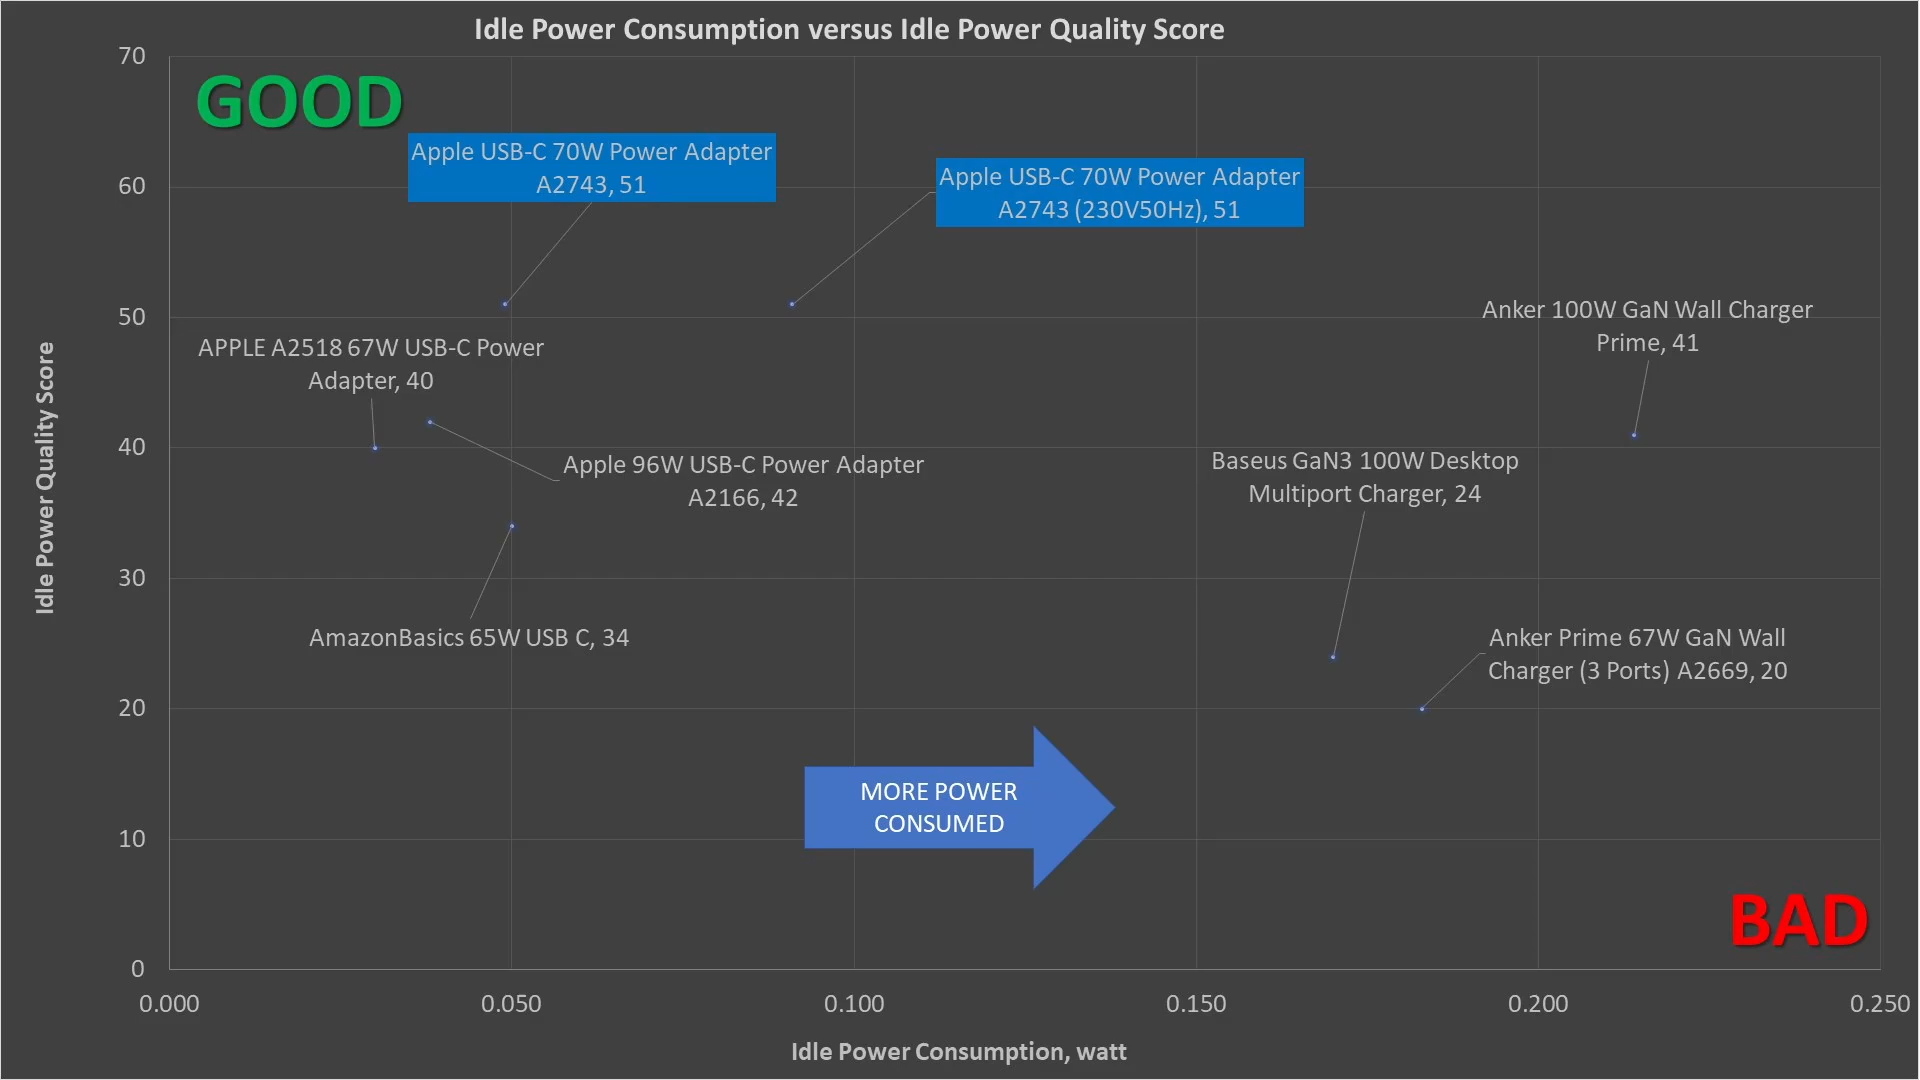 Idle Power Consumption versus Idle Power Quality Score
GOOD
Apple USB-C 70W Power Adapter
A2743, 51
Apple USB-C 70W Power Adapter
A2743 (230V50Hz), 51
Anker 100W GaN Wall Charger
Prime, 41
APPLE A2518 67W USB-C Power
Adapter, 40
Apple 96W USB-C Power Adapter
A2166, 42
Baseus GaN3 100W Desktop
Multiport Charger, 24
AmazonBasics 65W USB C, 34
Anker Prime 67W GaN Wall
Charger (3 Ports) A2669, 20
MORE POWER
CONSUMED
BAD
Idle Power Quality Score
70
60
50
40
30
20
10
0
0.000
0.050
0.100
0.150
0.200
0.250
Idle Power Consumption, watt